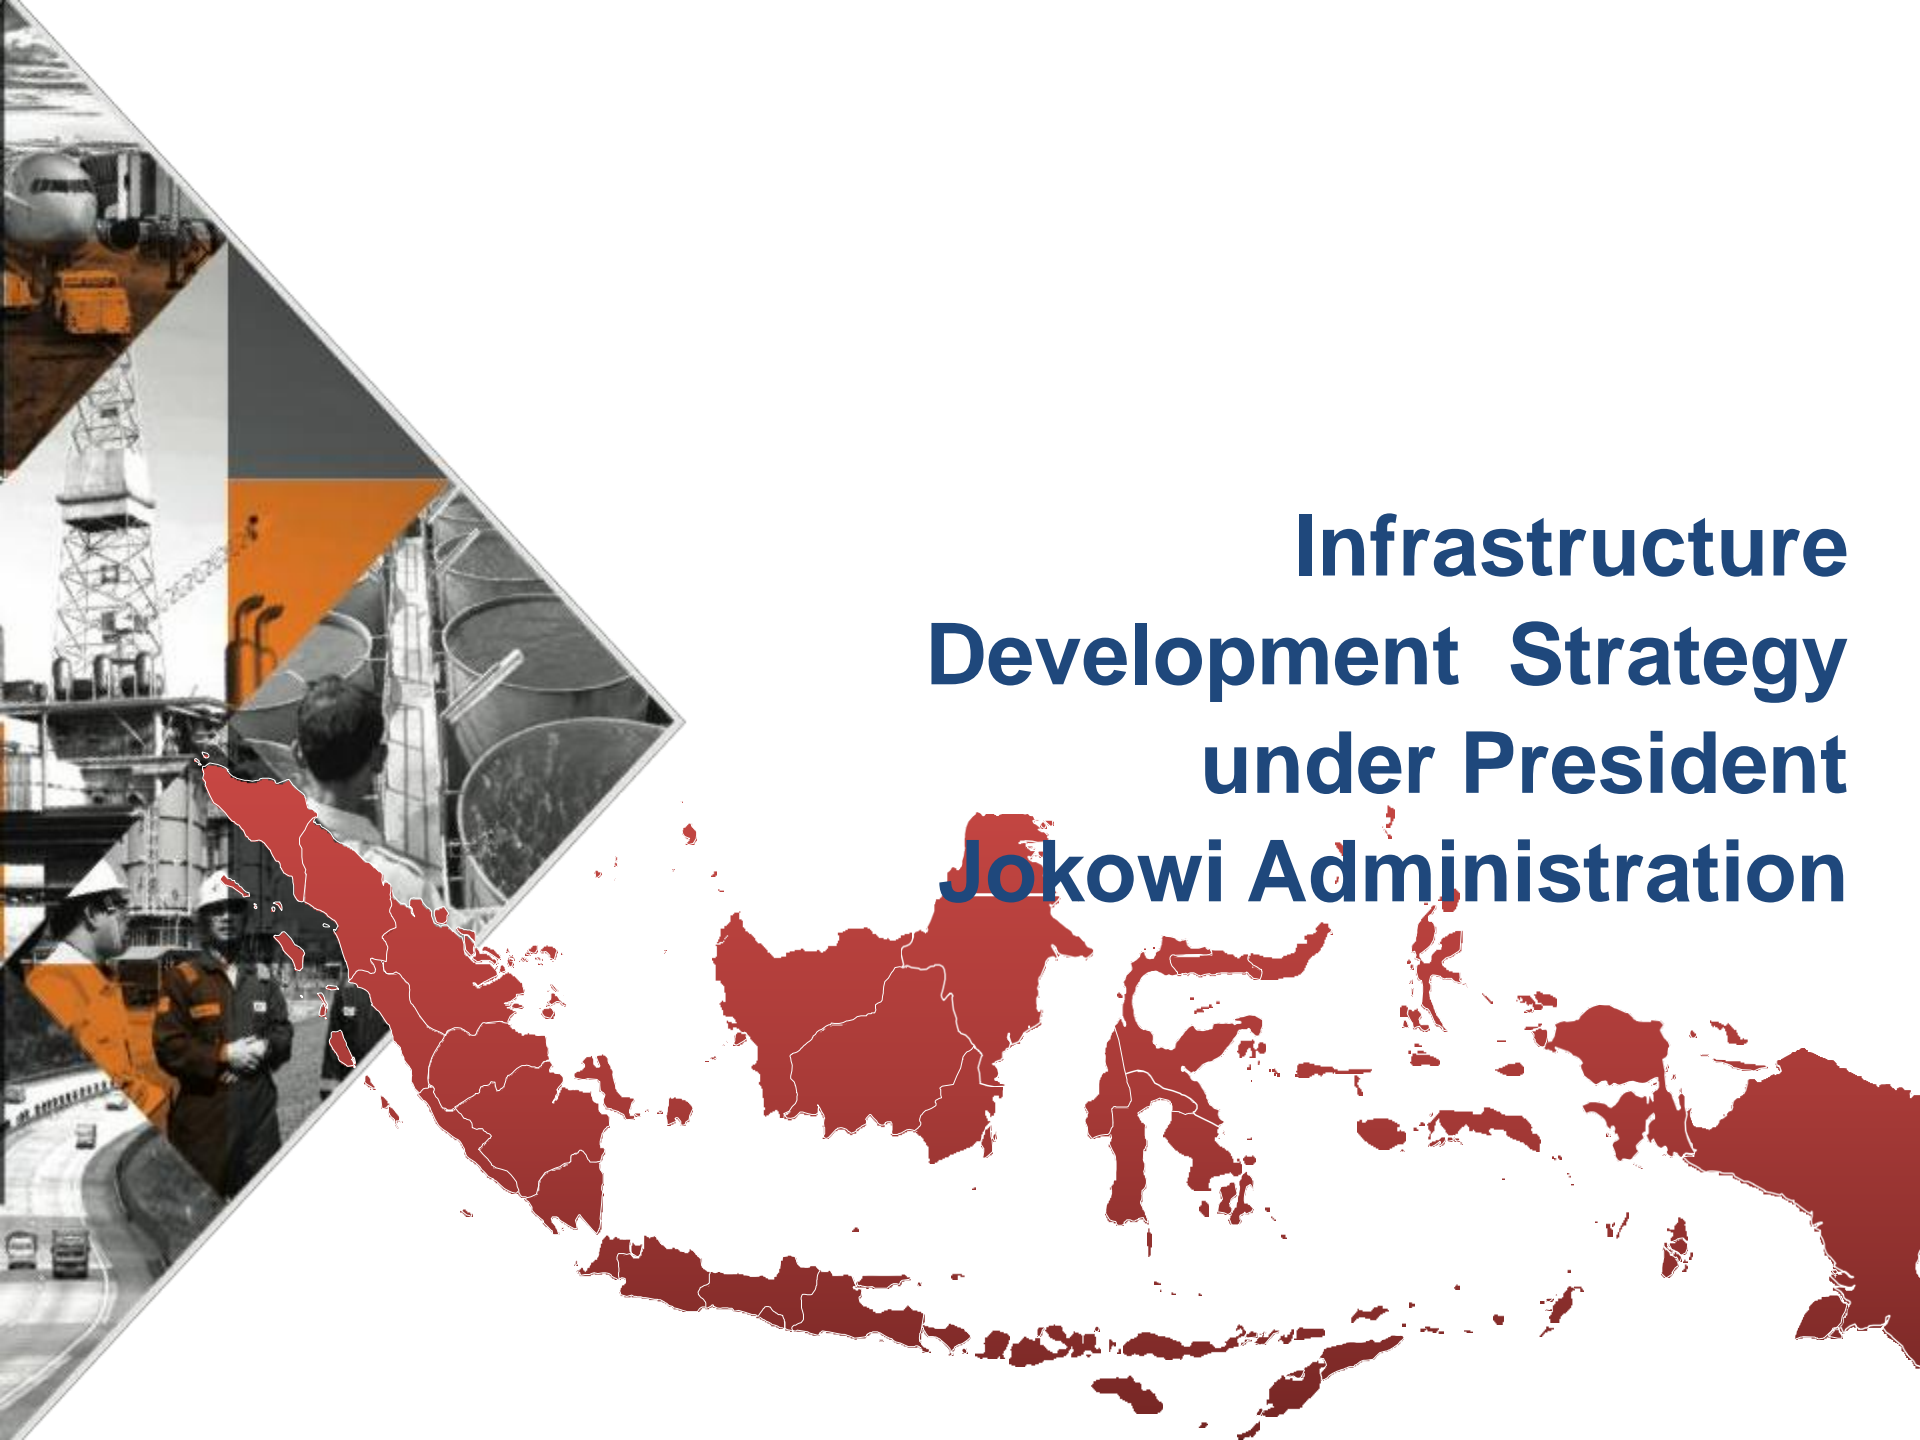 Infrastructure
Development  Strategy
under President
Jokowi Administration